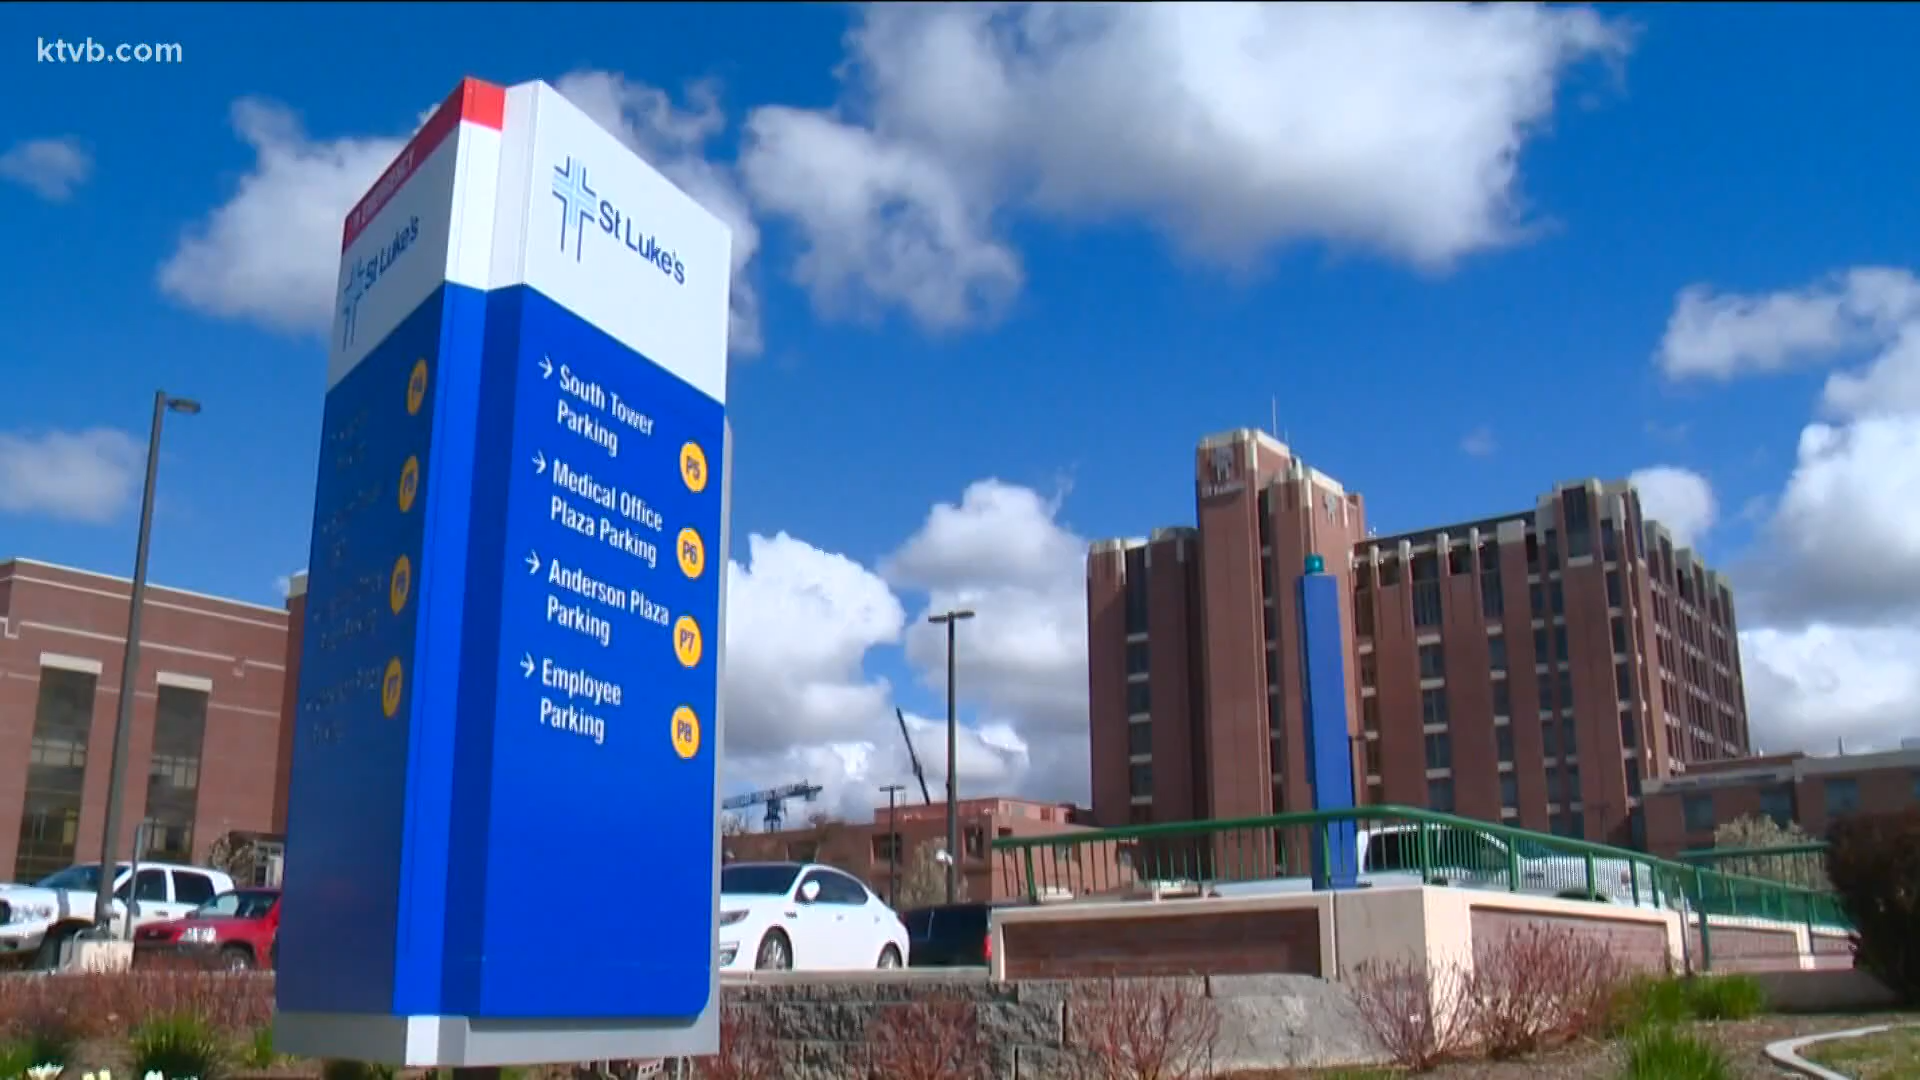 ktvb.com
EMERGENCY
St Luke's
St Luke's
→ South Tower
Parking
P5
→ Medical Office
Plaza Parking
P6
→ Anderson Plaza
Parking
P7
→ Employee
Parking
P8